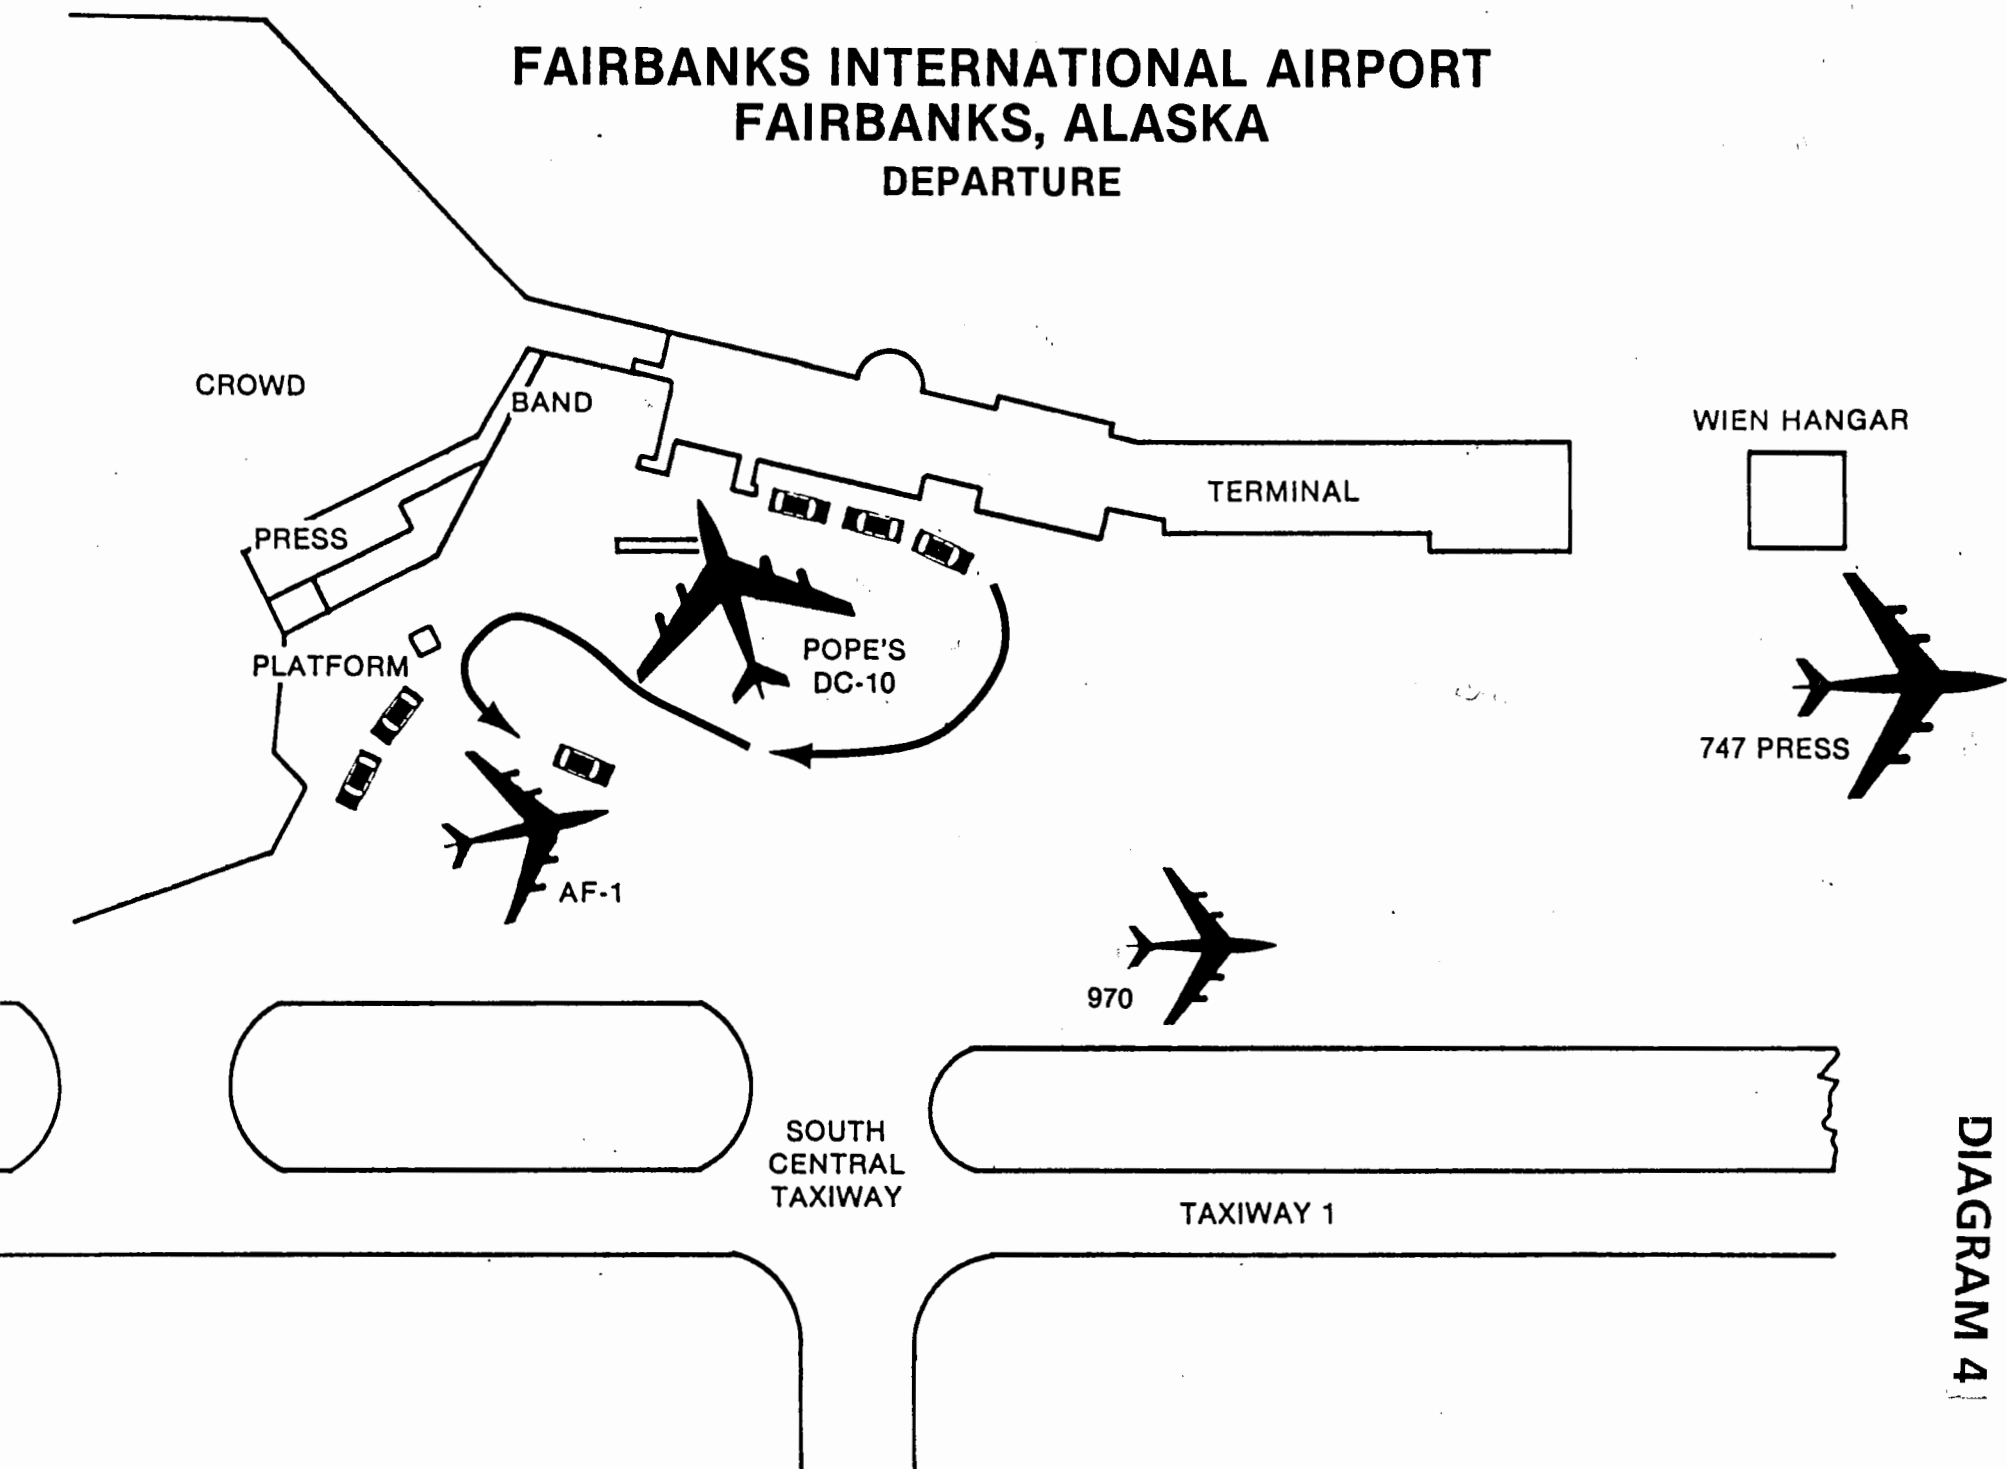 FAIRBANKS INTERNATIONAL AIRPORT
FAIRBANKS, ALASKA
DEPARTURE
CROWD
BAND
WIEN HANGAR
TERMINAL
PRESS
POPE'S
DC-10
PLATFORM
747 PRESS
AF-1
970
SOUTH
CENTRAL
TAXIWAY
TAXIWAY 1
DIAGRAM 4